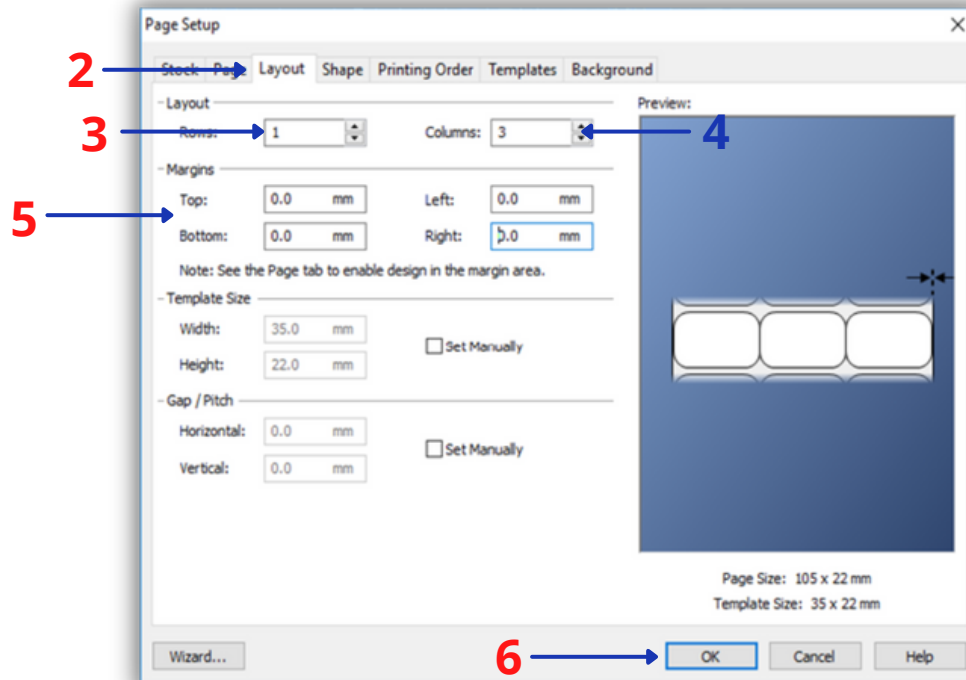 Page Setup
2
Stock Page Layout Shape Printing Order Templates Background
Layout
Preview:
3
Rows: 1 Columns: 3
4
Margins
5
Top: 0.0 mm Left: 0.0 mm
Bottom: 0.0 mm Right: 0.0 mm
Note: See the Page tab to enable design in the margin area.
Template Size
Width: 35.0 mm
Set Manually
Height: 22.0 mm
Gap / Pitch
Horizontal: 0.0 mm
Set Manually
Vertical: 0.0 mm
Page Size: 105 x 22 mm
Template Size: 35 x 22 mm
Wizard...
6
OK Cancel Help